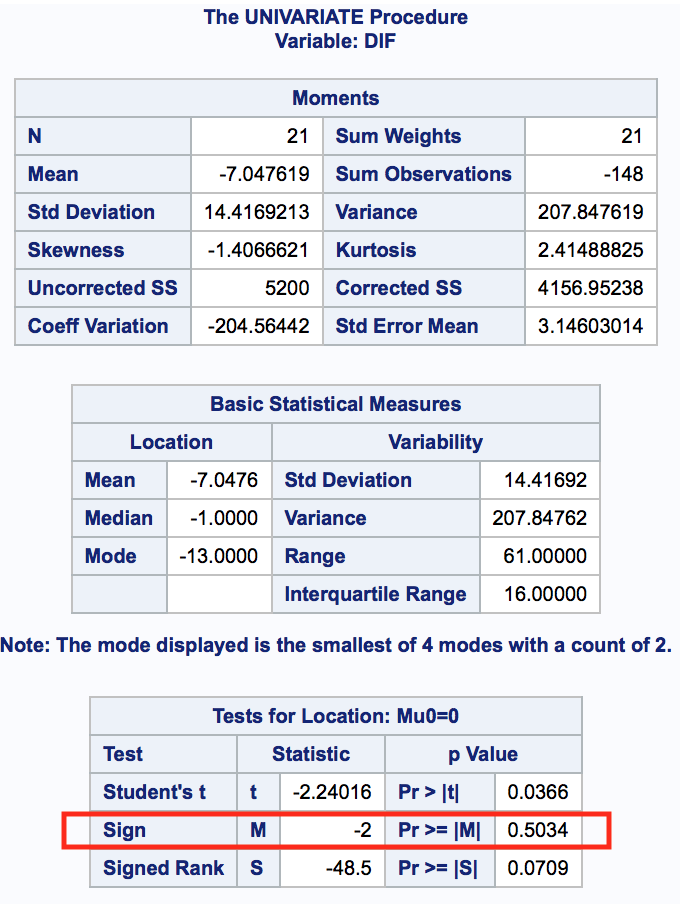 The UNIVARIATE Procedure
Variable: DIF
Moments
N 21 Sum Weights 21
Mean -7.047619 Sum Observations -148
Std Deviation 14.4169213 Variance 207.847619
Skewness -1.4066621 Kurtosis 2.41488825
Uncorrected SS 5200 Corrected SS 4156.95238
Coeff Variation -204.56442 Std Error Mean 3.14603014
Basic Statistical Measures
Location Variability
Mean -7.0476 Std Deviation 14.41692
Median -1.0000 Variance 207.84762
Mode -13.0000 Range 61.00000
Interquartile Range 16.00000
Note: The mode displayed is the smallest of 4 modes with a count of 2.
Tests for Location: Mu0=0
Test Statistic p Value
Student's t t -2.24016 Pr > |t| 0.0366
Sign M -2 Pr >= |M| 0.5034
Signed Rank S -48.5 Pr >= |S| 0.0709